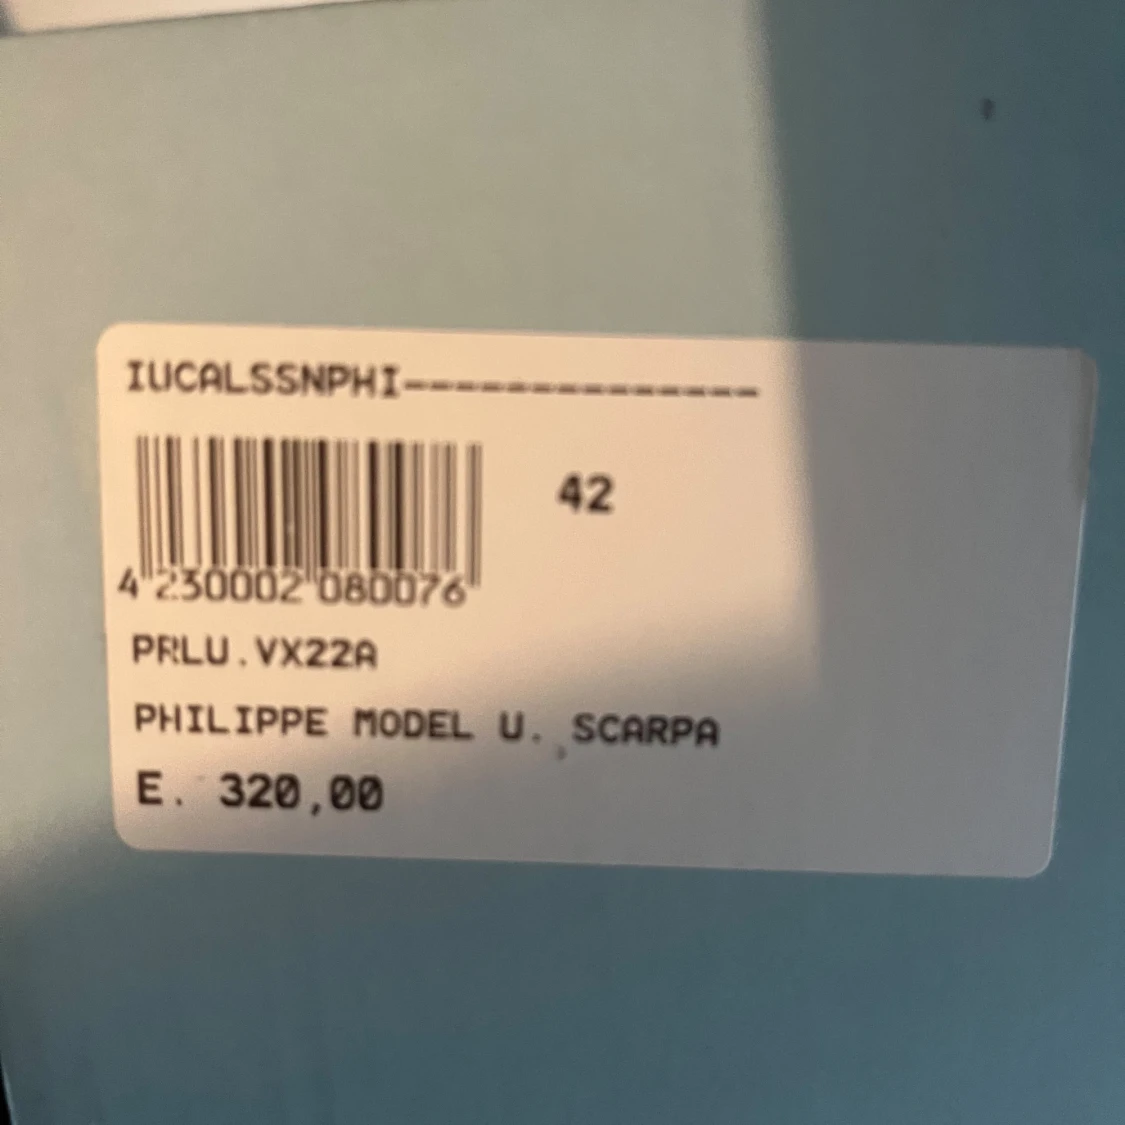 IUCALSSNPHI--------------
42
4 230002 080076
PRLU.VX22A
PHILIPPE MODEL U. SCARPA
E. 320,00